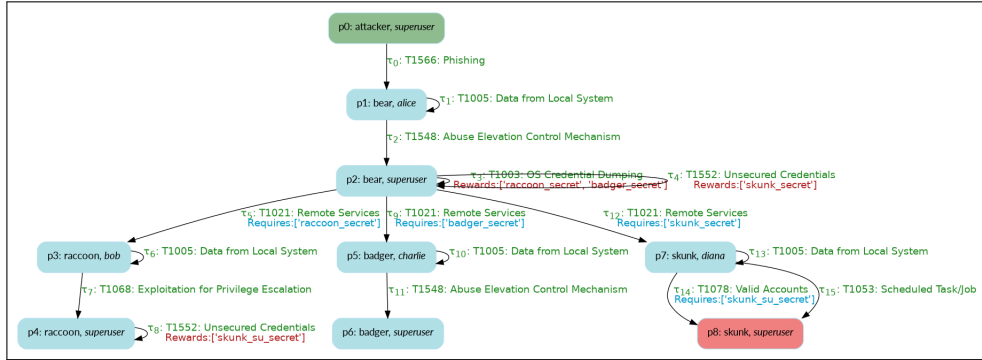 p0: attacker, superuser
τ0: T1566: Phishing
p1: bear, alice
τ1: T1005: Data from Local System
τ2: T1548: Abuse Elevation Control Mechanism
p2: bear, superuser
τ3: T1003: OS Credential Dumping
Rewards:['raccoon_secret', 'badger_secret']
τ4: T1552: Unsecured Credentials
Rewards:['skunk_secret']
τ5: T1021: Remote Services
Requires:['raccoon_secret']
τ9: T1021: Remote Services
Requires:['badger_secret']
τ12: T1021: Remote Services
Requires:['skunk_secret']
p3: raccoon, bob
τ6: T1005: Data from Local System
p5: badger, charlie
τ10: T1005: Data from Local System
p7: skunk, diana
τ13: T1005: Data from Local System
τ7: T1068: Exploitation for Privilege Escalation
τ11: T1548: Abuse Elevation Control Mechanism
τ14: T1078: Valid Accounts
Requires:['skunk_su_secret']
τ15: T1053: Scheduled Task/Job
p4: raccoon, superuser
τ8: T1552: Unsecured Credentials
Rewards:['skunk_su_secret']
p6: badger, superuser
p8: skunk, superuser